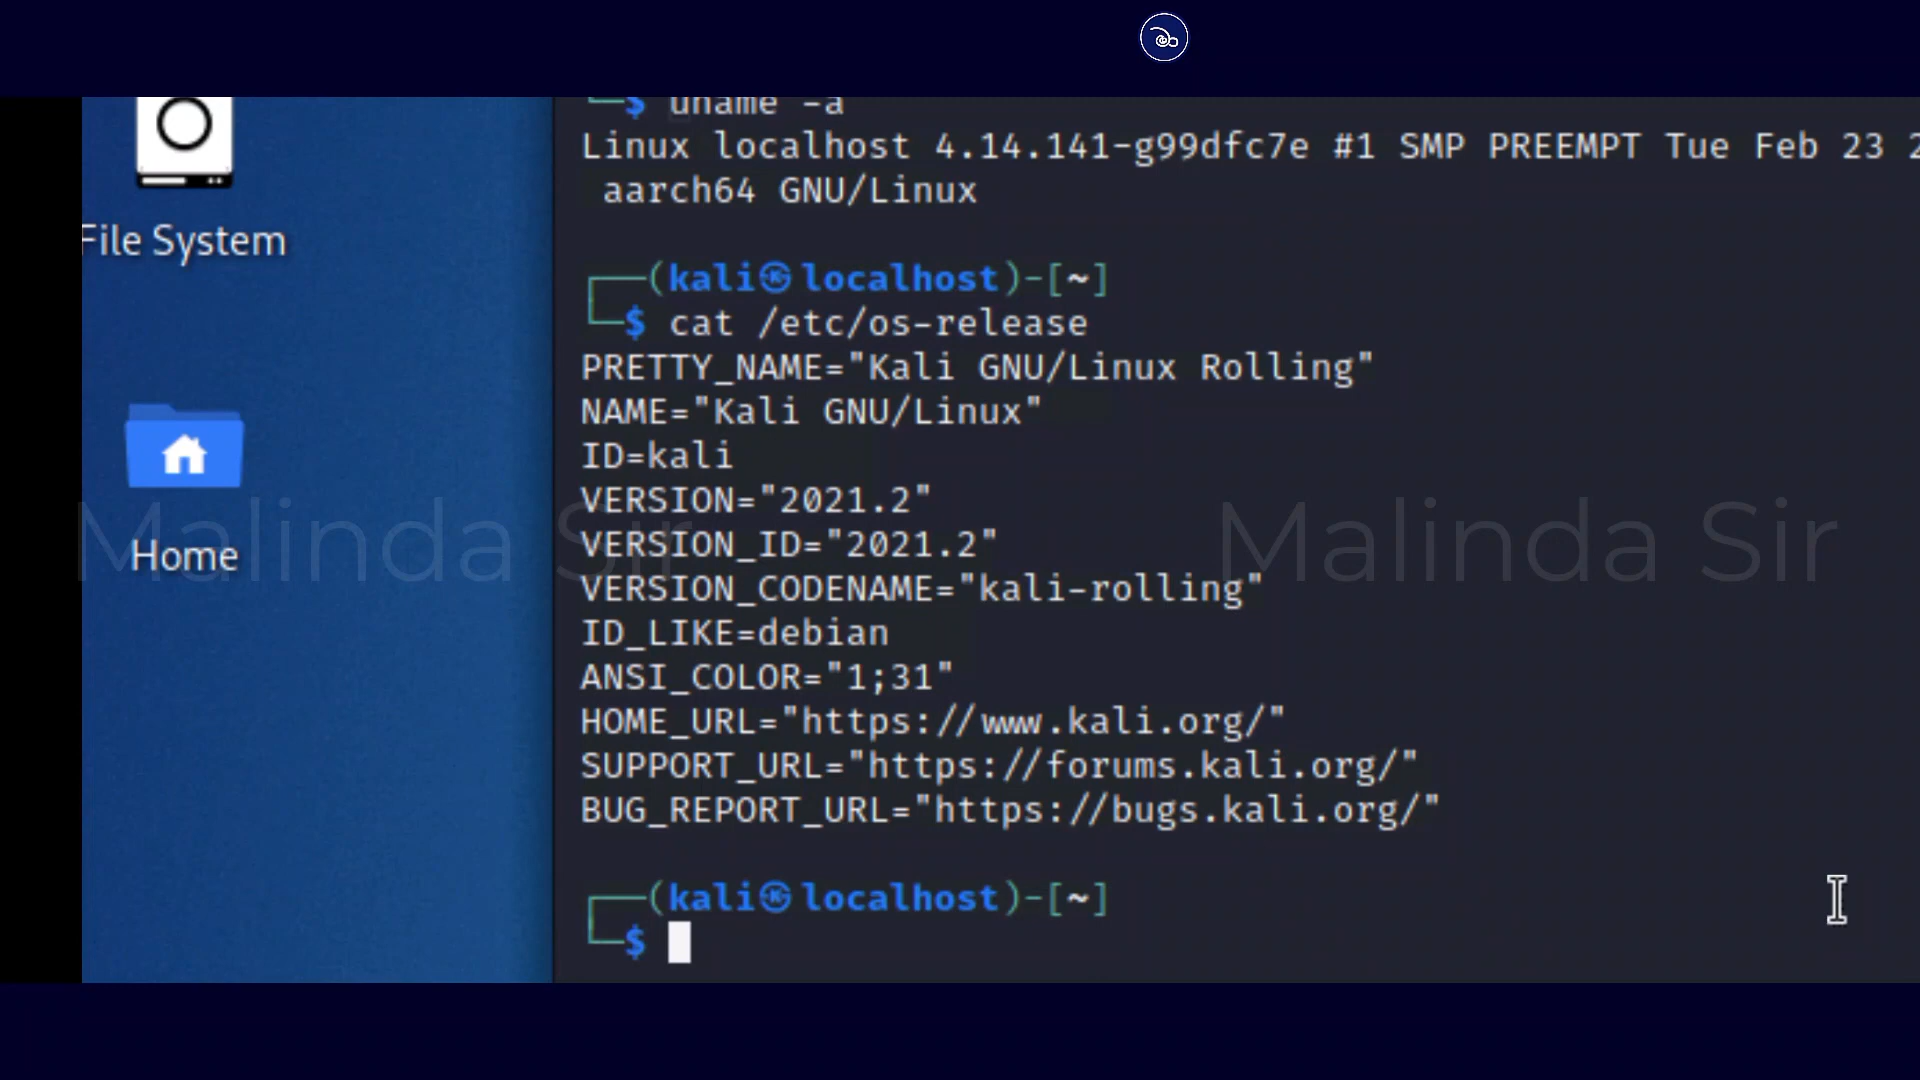 └─$ uname -a
Linux localhost 4.14.141-g99dfc7e #1 SMP PREEMPT Tue Feb 23
aarch64 GNU/Linux
File System
┌──(kali㉿localhost)-[~]
└─$ cat /etc/os-release
PRETTY_NAME="Kali GNU/Linux Rolling"
NAME="Kali GNU/Linux"
ID=kali
VERSION="2021.2"
VERSION_ID="2021.2"
VERSION_CODENAME="kali-rolling"
ID_LIKE=debian
ANSI_COLOR="1;31"
HOME_URL="https://www.kali.org/"
SUPPORT_URL="https://forums.kali.org/"
BUG_REPORT_URL="https://bugs.kali.org/"
┌──(kali㉿localhost)-[~]
└─$
Home
Malinda Sir
Malinda Sir